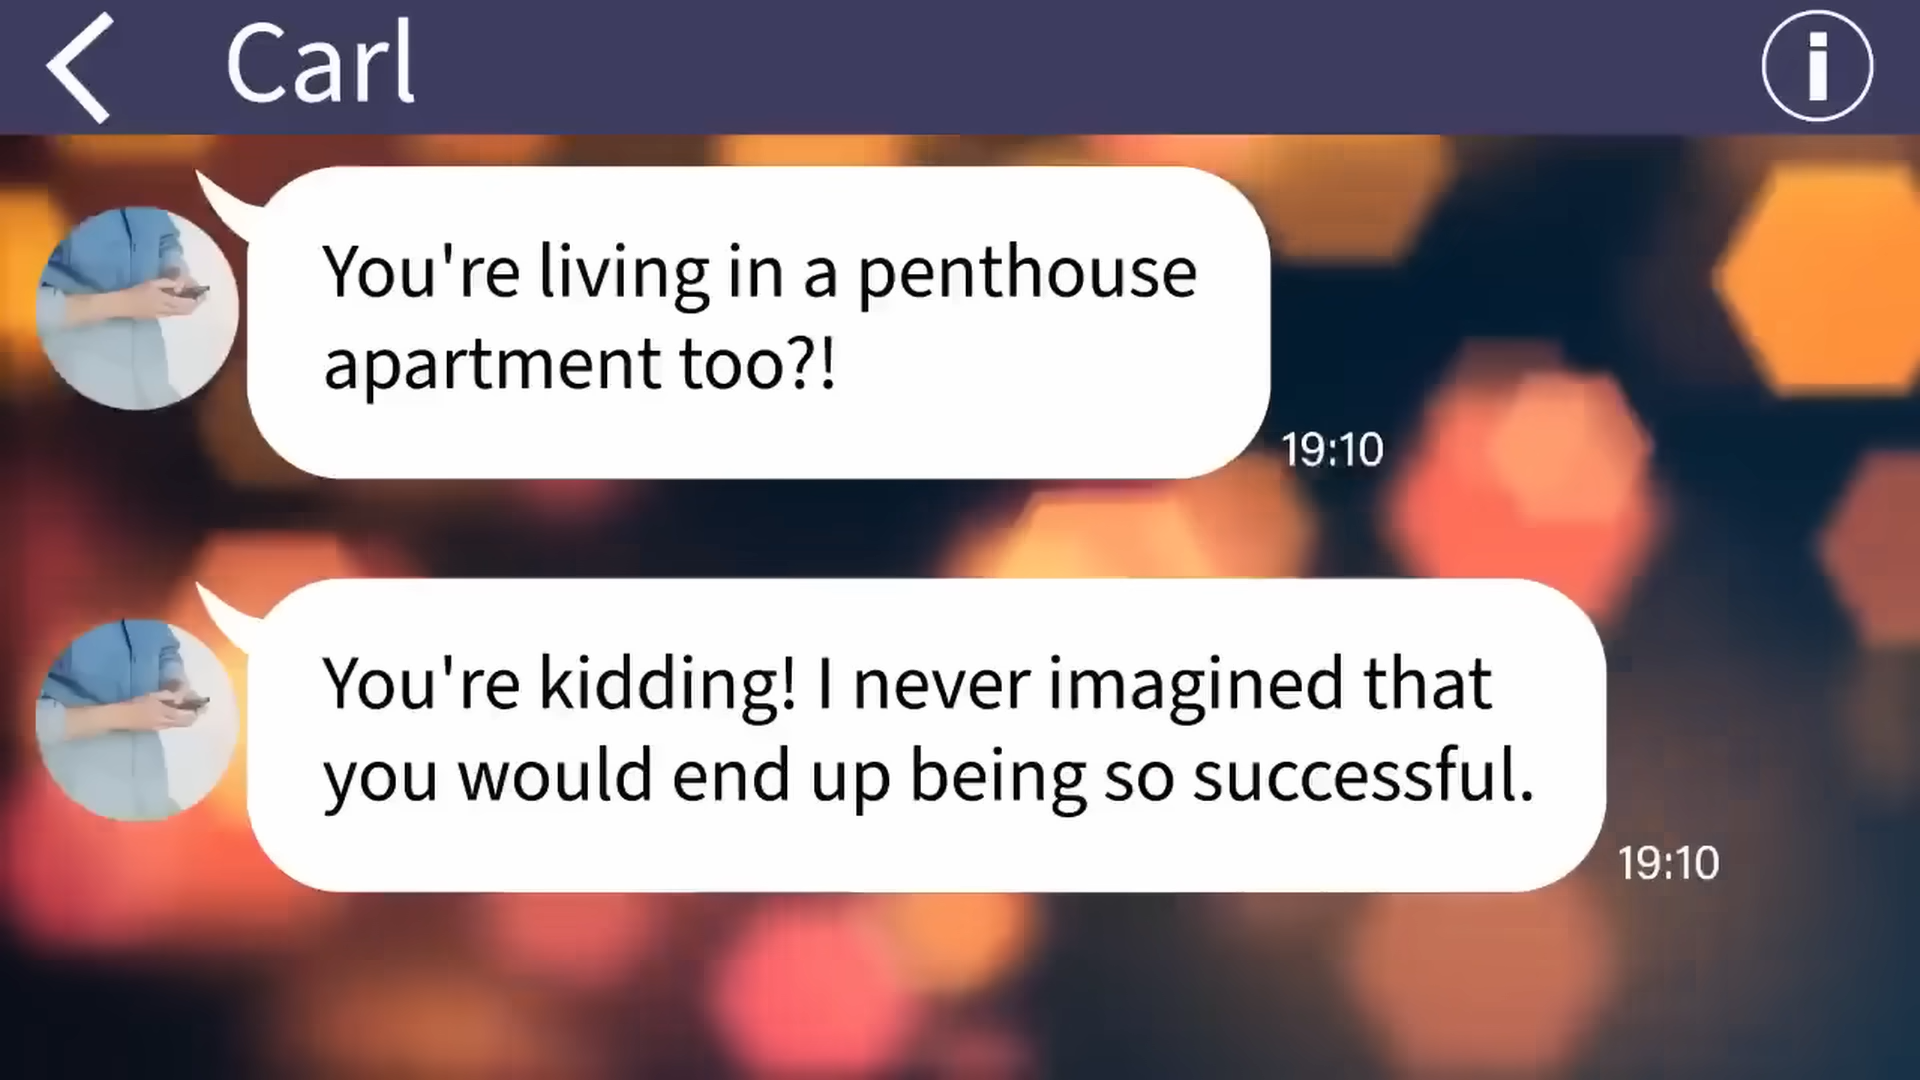 Carl
You're living in a penthouse
apartment too?!
19:10
You're kidding! I never imagined that
you would end up being so successful.
19:10